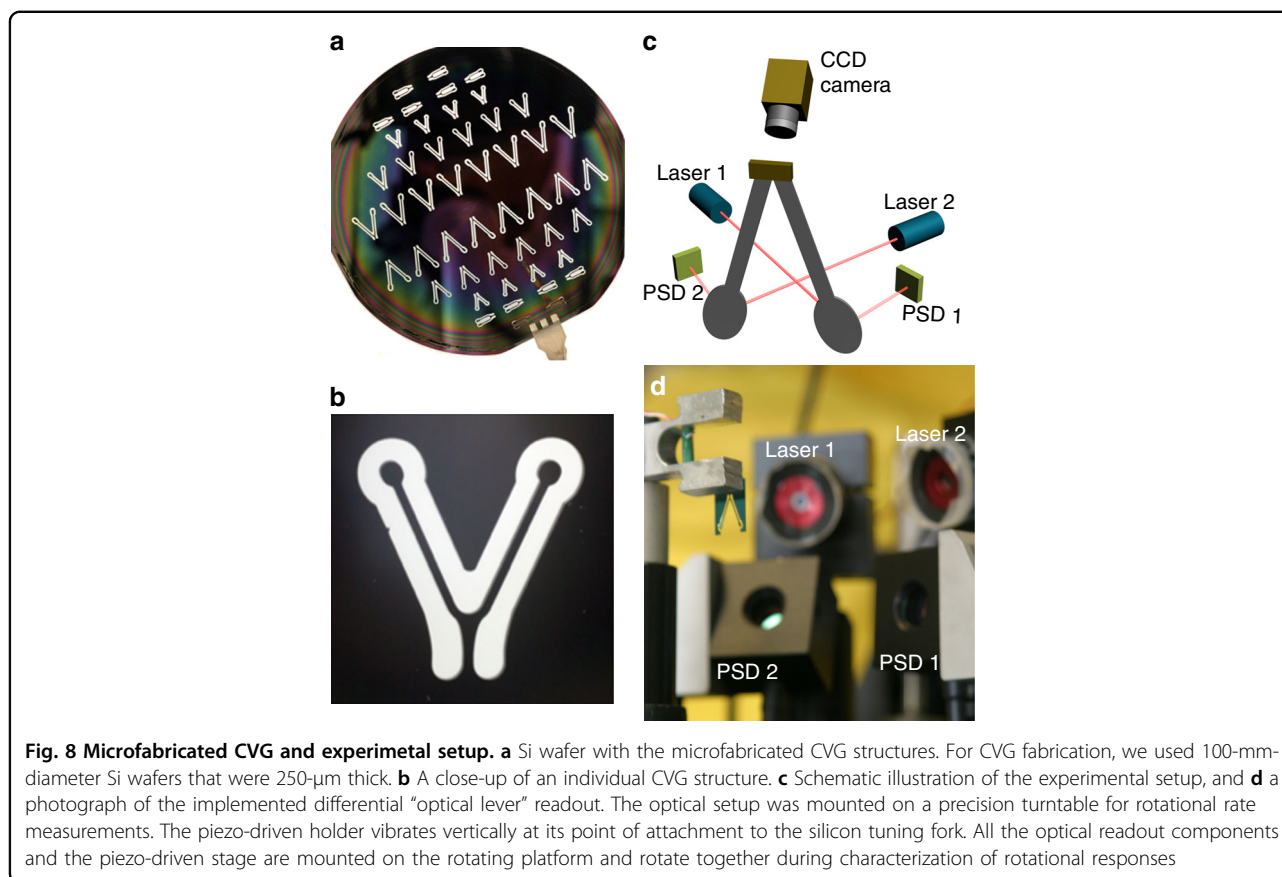 a
c
CCD
camera
Laser 1
Laser 2
PSD 2
PSD 1
b
d
Laser 1
Laser 2
PSD 2
PSD 1
Fig. 8 Microfabricated CVG and experimetal setup. a Si wafer with the microfabricated CVG structures. For CVG fabrication, we used 100-mm-
diameter Si wafers that were 250-μm thick. b A close-up of an individual CVG structure. c Schematic illustration of the experimental setup, and d a
photograph of the implemented differential “optical lever” readout. The optical setup was mounted on a precision turntable for rotational rate
measurements. The piezo-driven holder vibrates vertically at its point of attachment to the silicon tuning fork. All the optical readout components
and the piezo-driven stage are mounted on the rotating platform and rotate together during characterization of rotational responses